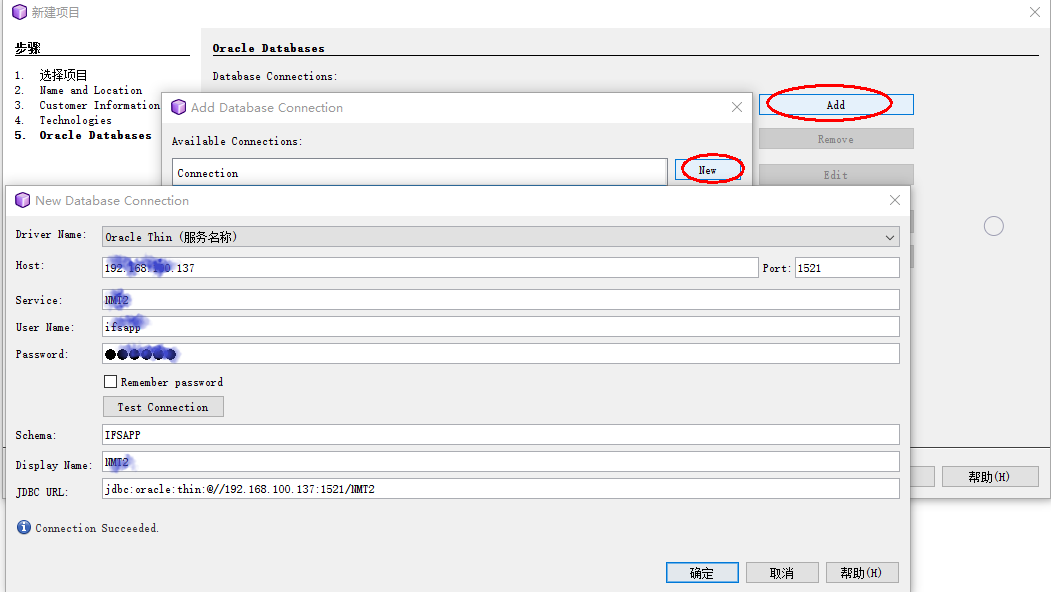 新建项目
步骤
1. 选择项目
2. Name and Location
3. Customer Information
4. Technologies
5. Oracle Databases
Oracle Databases
Database Connections:
Add
Remove
Edit
Add Database Connection
Available Connections:
Connection
New
New Database Connection
Driver Name: Oracle Thin (服务名称)
Host: 192.168.100.137 Port: 1521
Service: NMT2
User Name: ifsapp
Password: ●●●●●●
Remember password
Test Connection
Schema: IFSAPP
Display Name: NMT2
JDBC URL: jdbc:oracle:thin:@//192.168.100.137:1521/NMT2
Connection Succeeded.
确定 取消 帮助(H)
帮助(H)